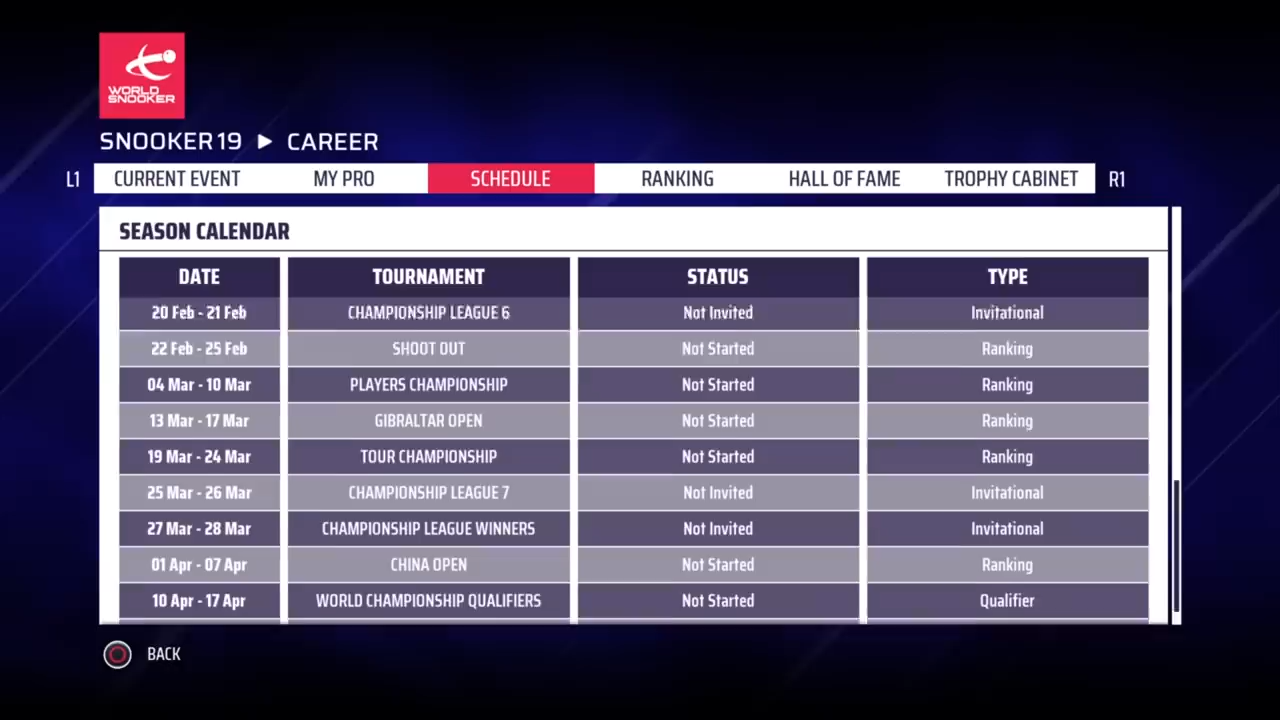 WORLD
SNOOKER
SNOOKER 19 ▶ CAREER
L1 CURRENT EVENT MY PRO SCHEDULE RANKING HALL OF FAME TROPHY CABINET R1
SEASON CALENDAR
DATE TOURNAMENT STATUS TYPE
20 Feb - 21 Feb CHAMPIONSHIP LEAGUE 6 Not Invited Invitational
22 Feb - 25 Feb SHOOT OUT Not Started Ranking
04 Mar - 10 Mar PLAYERS CHAMPIONSHIP Not Started Ranking
13 Mar - 17 Mar GIBRALTAR OPEN Not Started Ranking
19 Mar - 24 Mar TOUR CHAMPIONSHIP Not Started Ranking
25 Mar - 26 Mar CHAMPIONSHIP LEAGUE 7 Not Invited Invitational
27 Mar - 28 Mar CHAMPIONSHIP LEAGUE WINNERS Not Invited Invitational
01 Apr - 07 Apr CHINA OPEN Not Started Ranking
10 Apr - 17 Apr WORLD CHAMPIONSHIP QUALIFIERS Not Started Qualifier
BACK